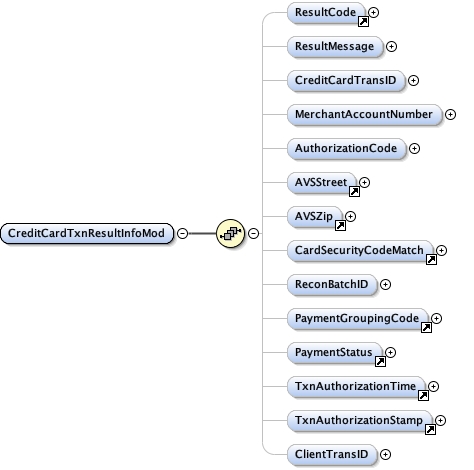 ResultCode
ResultMessage
CreditCardTransID
MerchantAccountNumber
AuthorizationCode
AVSStreet
AVSZip
CreditCardTxnResultInfoMod
CardSecurityCodeMatch
ReconBatchID
PaymentGroupingCode
PaymentStatus
TxnAuthorizationTime
TxnAuthorizationStamp
ClientTransID